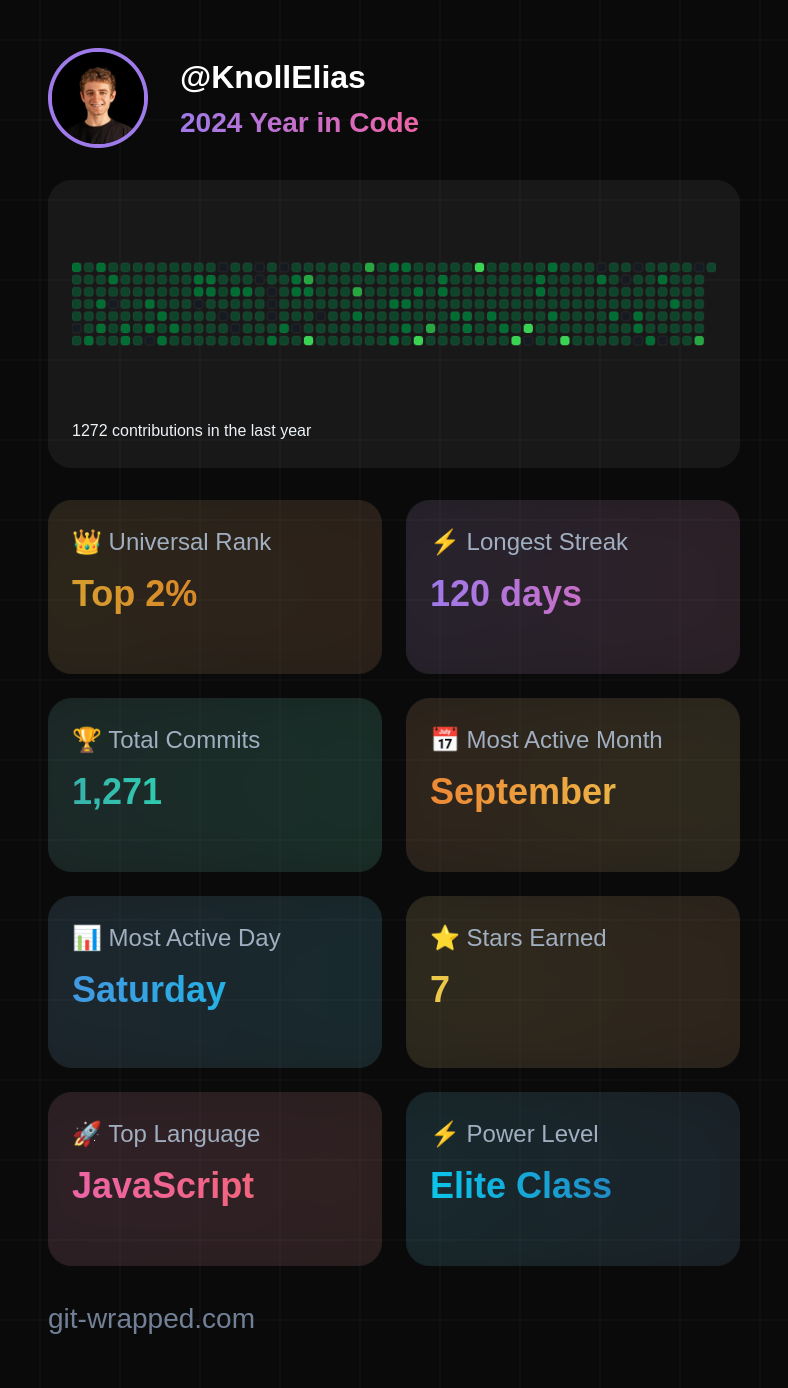 @KnollElias
2024 Year in Code
1272 contributions in the last year
👑 Universal Rank
Top 2%
⚡ Longest Streak
120 days
🏆 Total Commits
1,271
📅 Most Active Month
September
📊 Most Active Day
Saturday
⭐ Stars Earned
7
🚀 Top Language
JavaScript
⚡ Power Level
Elite Class
git-wrapped.com